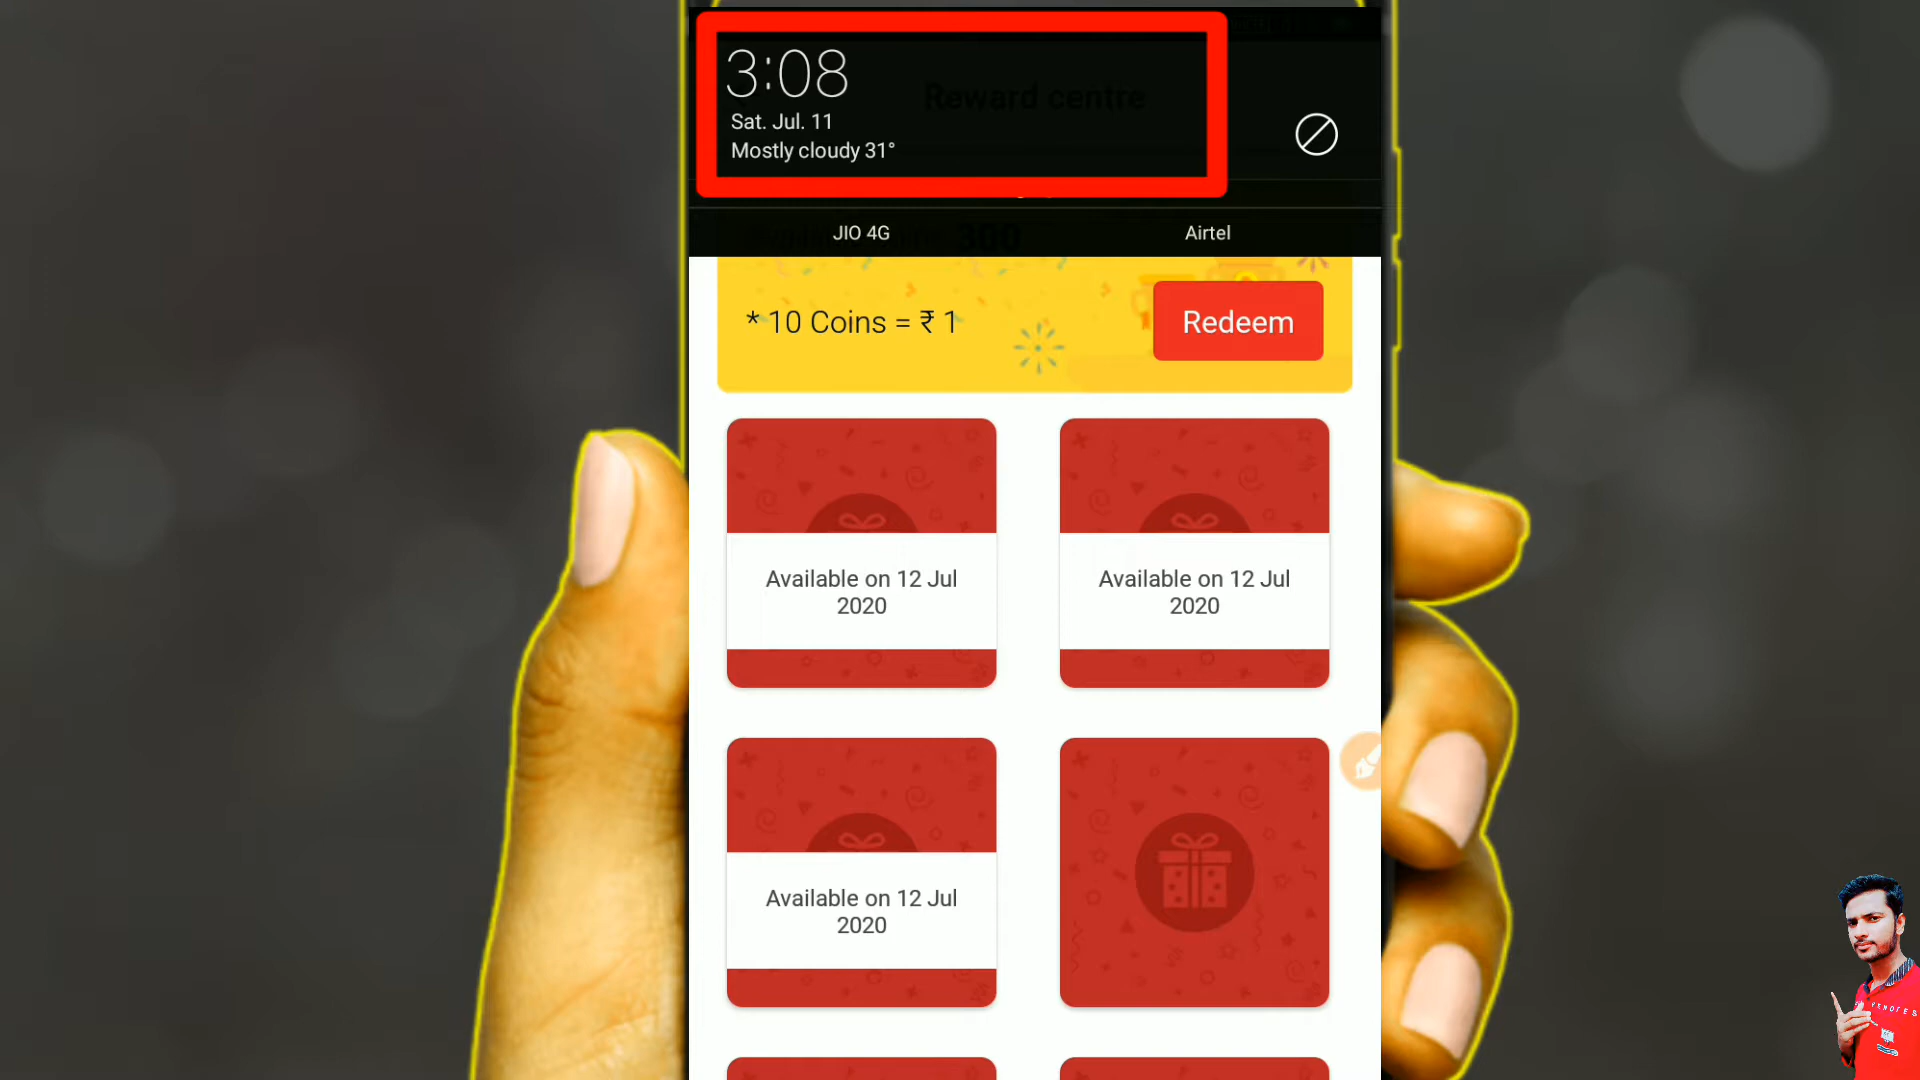 3:08
Reward centre
Sat. Jul. 11
Mostly cloudy 31°
300
JIO 4G
Airtel
* 10 Coins = ₹ 1
Redeem
Available on 12 Jul
2020
Available on 12 Jul
2020
Available on 12 Jul
2020